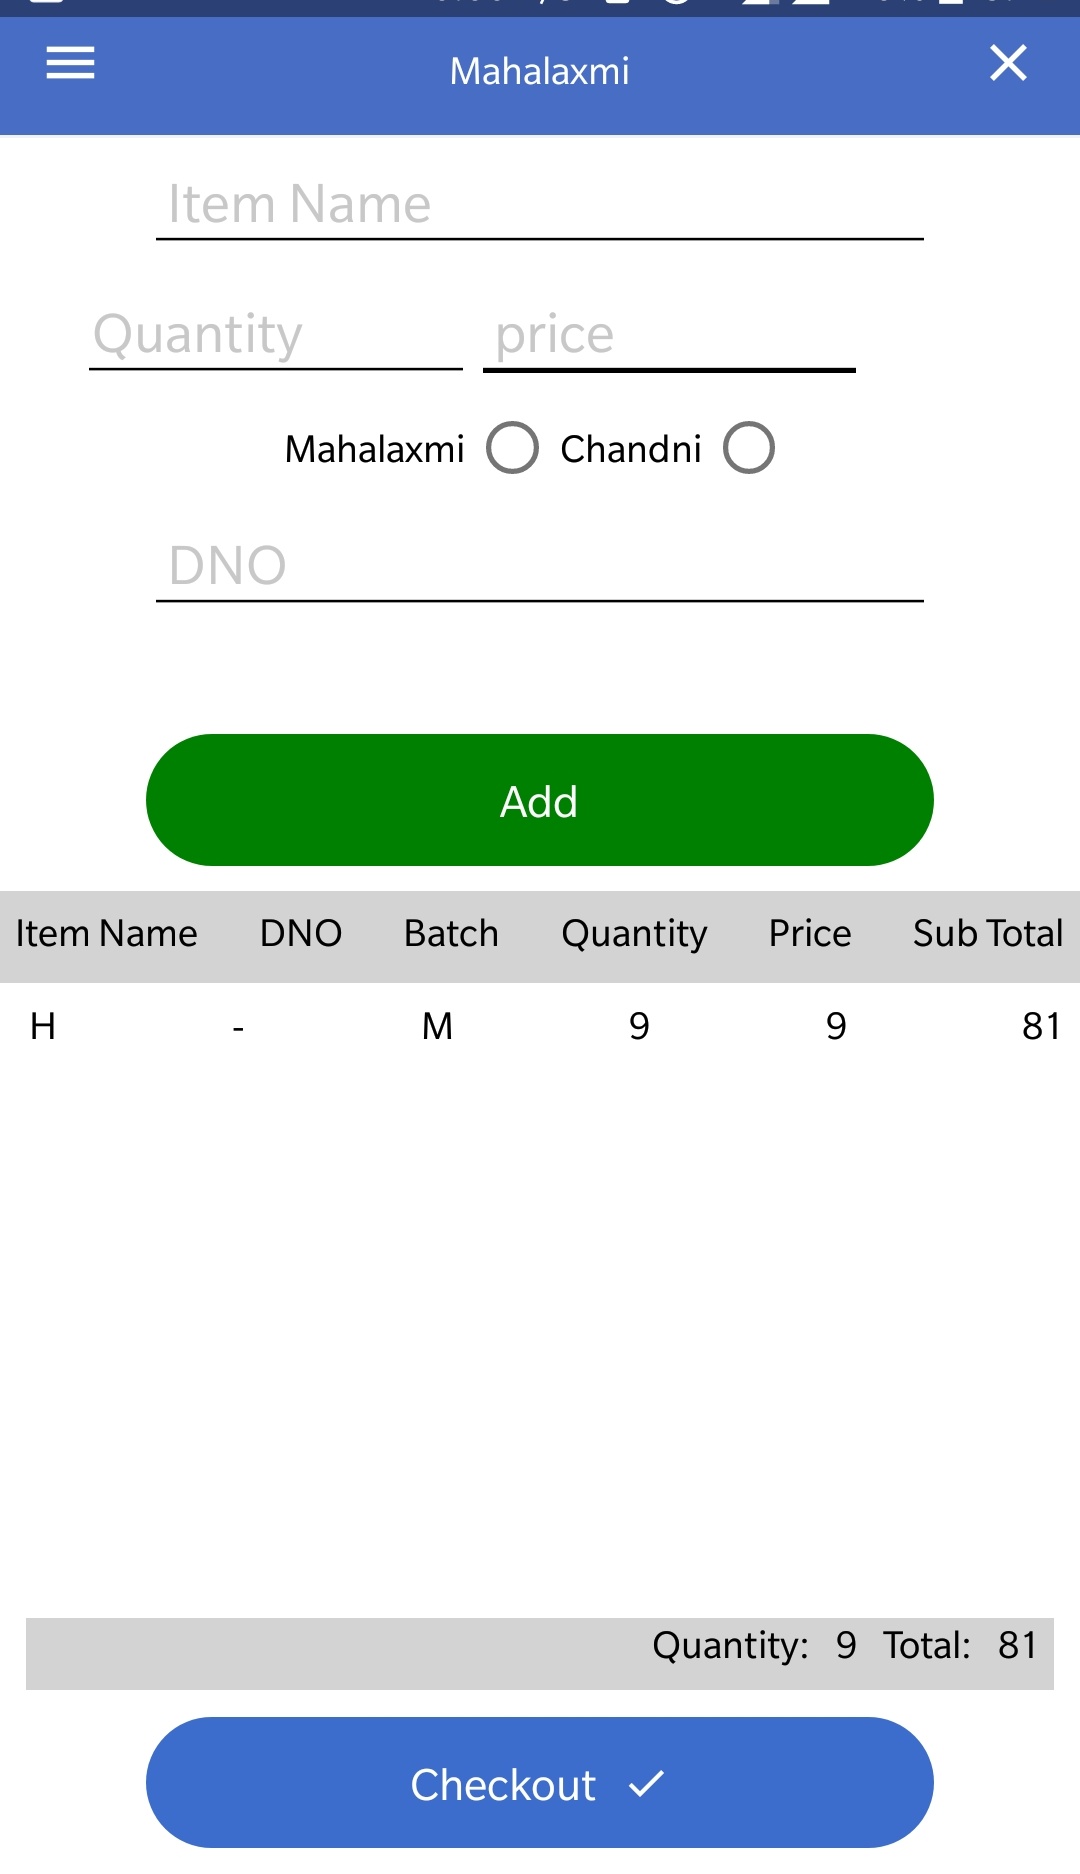 Mahalaxmi
Item Name
Quantity price
Mahalaxmi Chandni
DNO
Add
Item Name DNO Batch Quantity Price Sub Total
H - M 9 9 81
Quantity: 9 Total: 81
Checkout